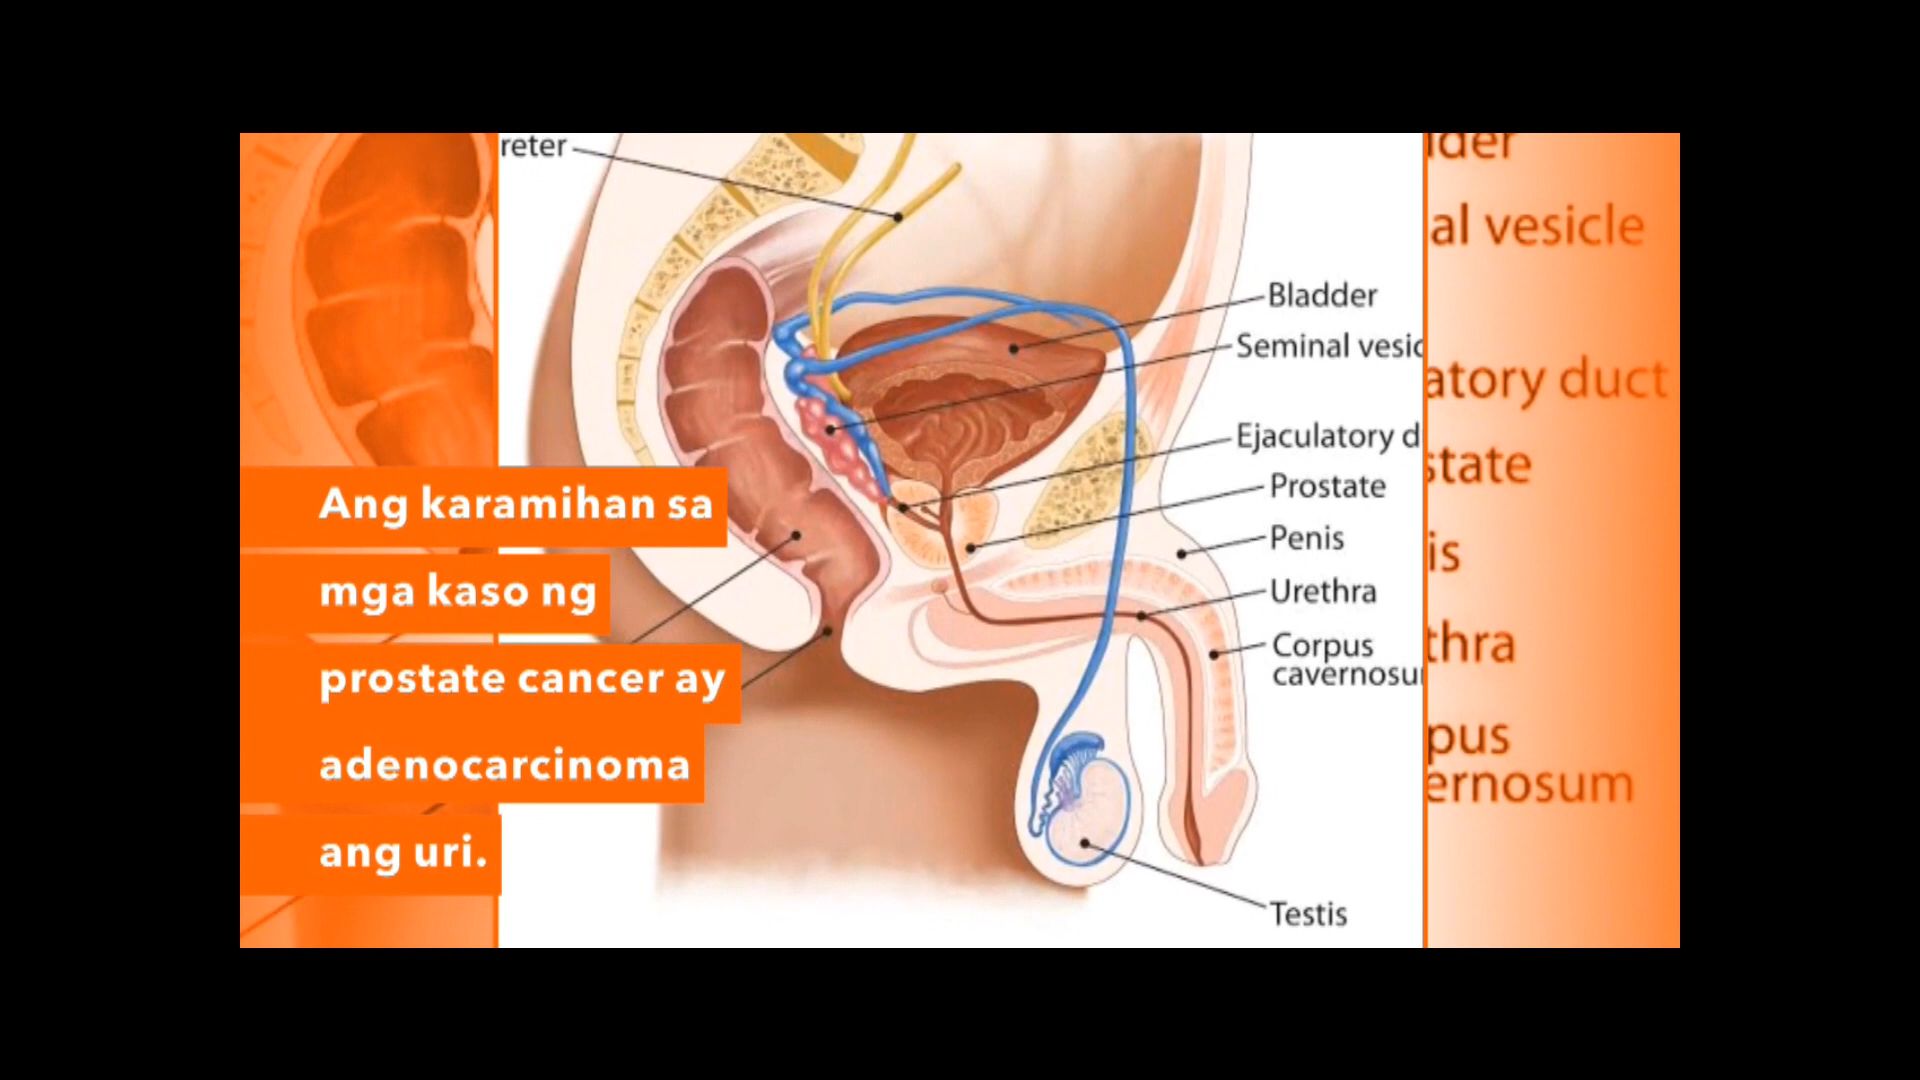 reter
Bladder
Seminal vesic
Ejaculatory d
Prostate
Penis
Urethra
Corpus
cavernosu
Testis
Ang karamihan sa
mga kaso ng
prostate cancer ay
adenocarcinoma
ang uri.
lder
al vesicle
atory duct
state
is
thra
pus
ernosum